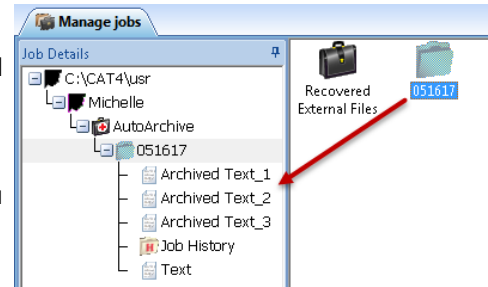 Manage jobs
Job Details
C:\CAT4\usr
Michelle
AutoArchive
051617
Archived Text_1
Archived Text_2
Archived Text_3
Job History
Text
Recovered
External Files
051617